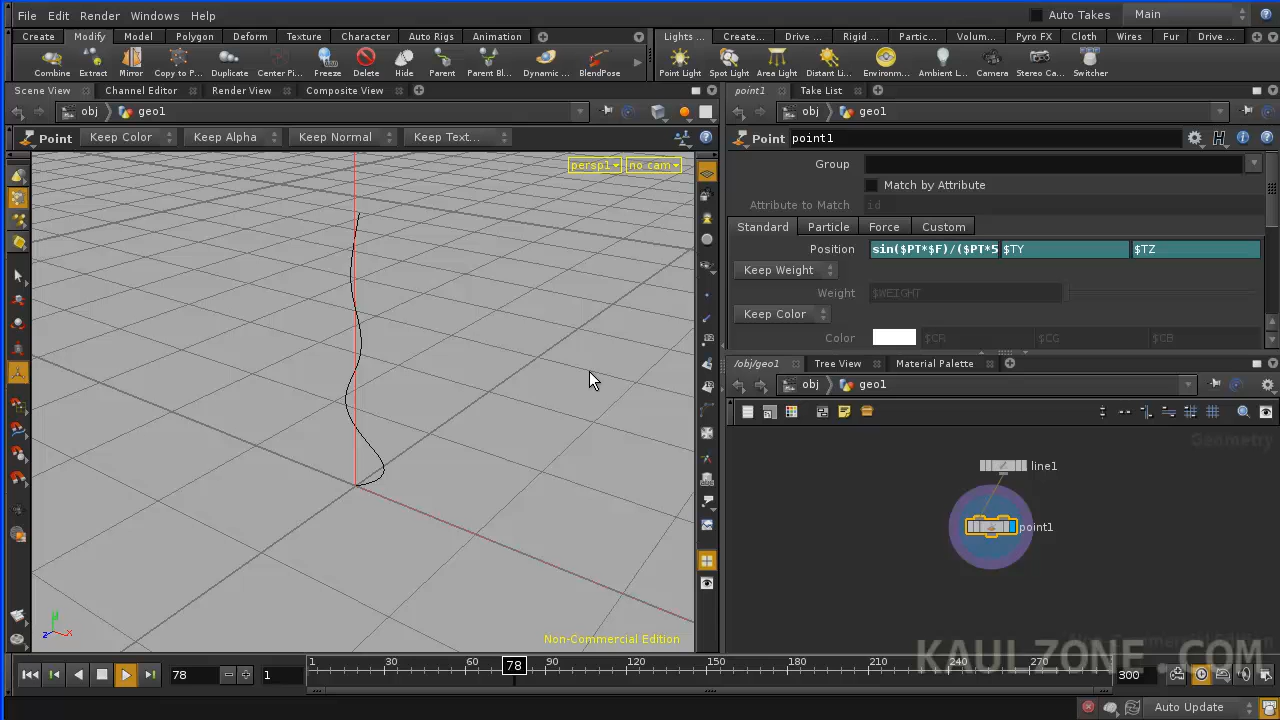 File Edit Render Windows Help Auto Takes Main
Create Modify Model Polygon Deform Texture Character Auto Rigs Animation Lights ... Create... Drive ... Rigid ... Partic... Volum... Pyro FX Cloth Wires Fur Drive ...
Combine Extract Mirror Copy to P... Duplicate Center Pi... Freeze Delete Hide Parent Parent Bl... Dynamic ... BlendPose Point Light Spot Light Area Light Distant Li... Environm... Ambient L... Camera Stereo Ca... Switcher
Scene View Channel Editor Render View Composite View point1 Take List
obj geo1 obj geo1
Point Keep Color Keep Alpha Keep Normal Keep Text... Point point1
persp1 no cam
Group
Match by Attribute
Attribute to Match id
Standard Particle Force Custom
Position sin($PT*$F)/($PT*5 $TY $TZ
Keep Weight
Weight $WEIGHT
Keep Color
Color $CR $CG $CB
/obj/geo1 Tree View Material Palette
obj geo1
Geometry
line1
point1
y
z x
Non-Commercial Edition
KAULZONE.COM
78 1 1 30 60 78 90 120 150 180 210 240 270 300
Auto Update